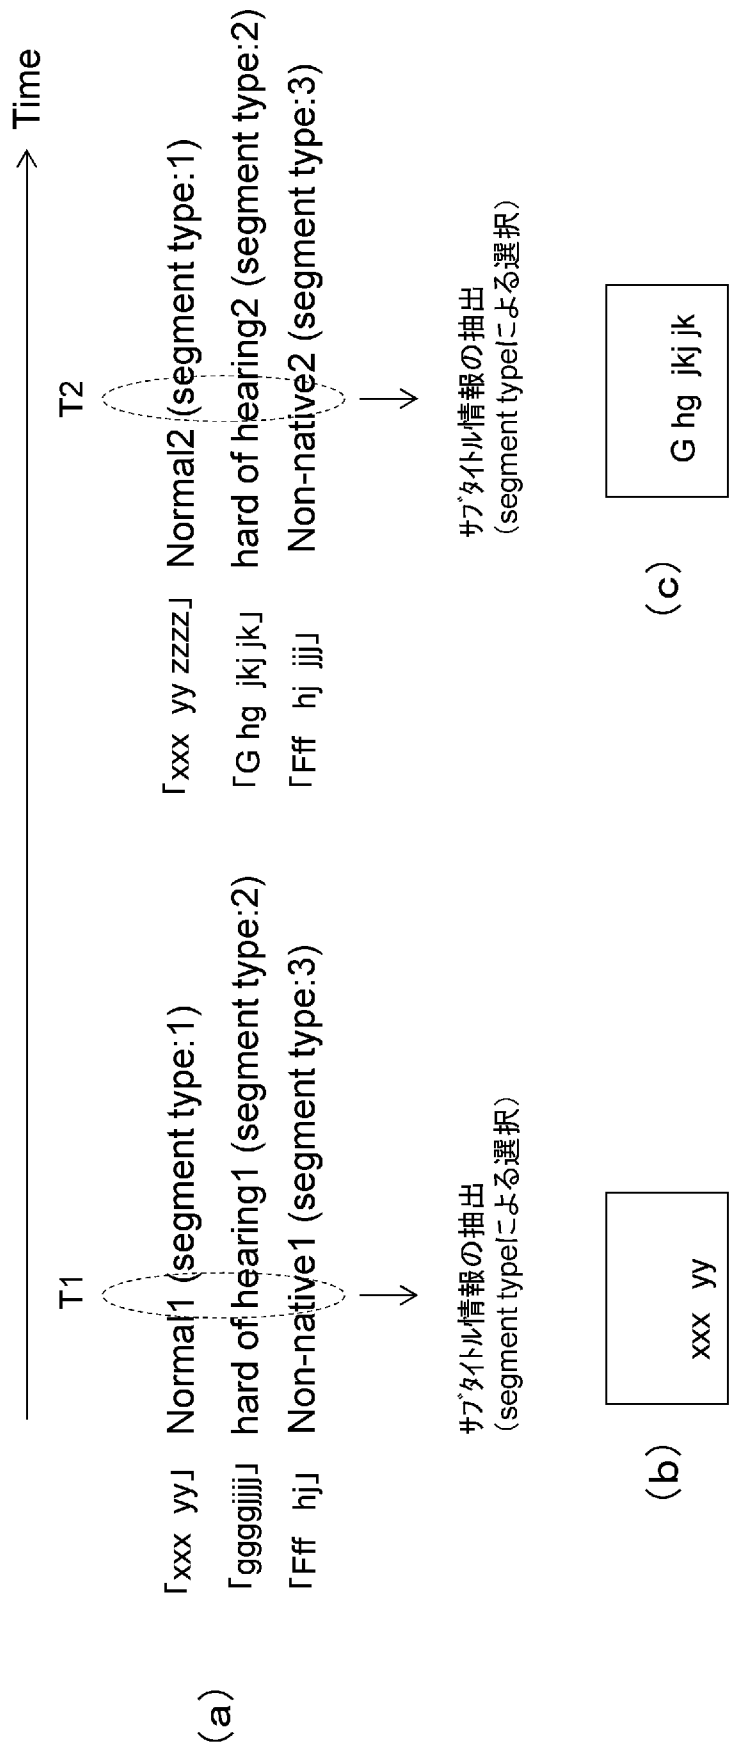 Time
T1
T2
(a)
「xxx yy」 Normal1 (segment type:1)
「ggggjjjj」 hard of hearing1 (segment type:2)
「Fff hj」 Non-native1 (segment type:3)
「xxx yy zzzz」 Normal2 (segment type:1)
「G hg jkj jk」 hard of hearing2 (segment type:2)
「Fff hj jjj」 Non-native2 (segment type:3)
サブタイトル情報の抽出
(segment typeによる選択)
サブタイトル情報の抽出
(segment typeによる選択)
(b)
xxx yy
(c)
G hg jkj jk